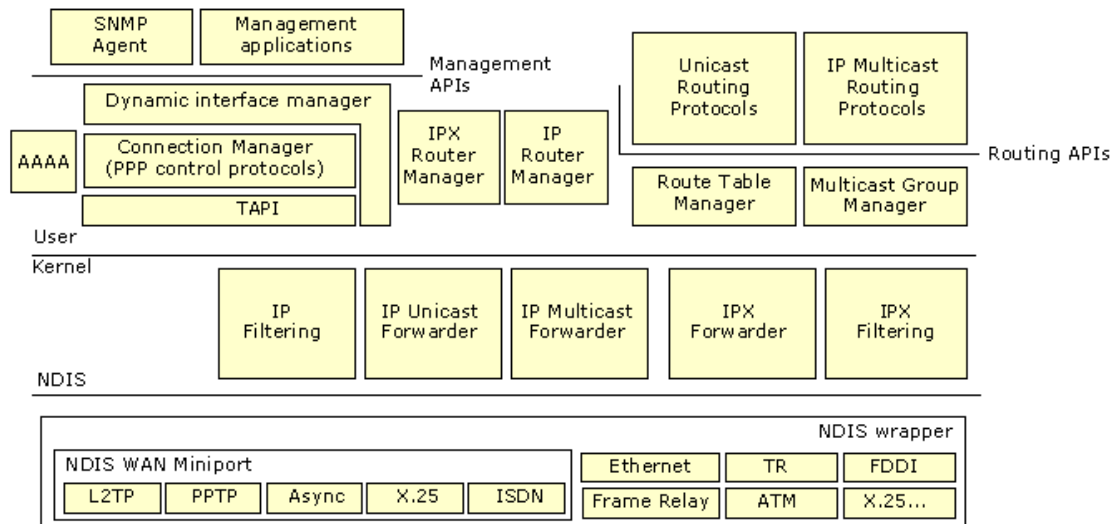 SNMP
Agent
Management
applications
Management
APIs
Unicast
Routing
Protocols
IP Multicast
Routing
Protocols
Dynamic interface manager
AAAA
Connection Manager
(PPP control protocols)
TAPI
IPX
Router
Manager
IP
Router
Manager
Routing APIs
Route Table
Manager
Multicast Group
Manager
User
Kernel
IP
Filtering
IP Unicast
Forwarder
IP Multicast
Forwarder
IPX
Forwarder
IPX
Filtering
NDIS
NDIS wrapper
NDIS WAN Miniport
L2TP
PPTP
Async
X.25
ISDN
Ethernet
TR
FDDI
Frame Relay
ATM
X.25...